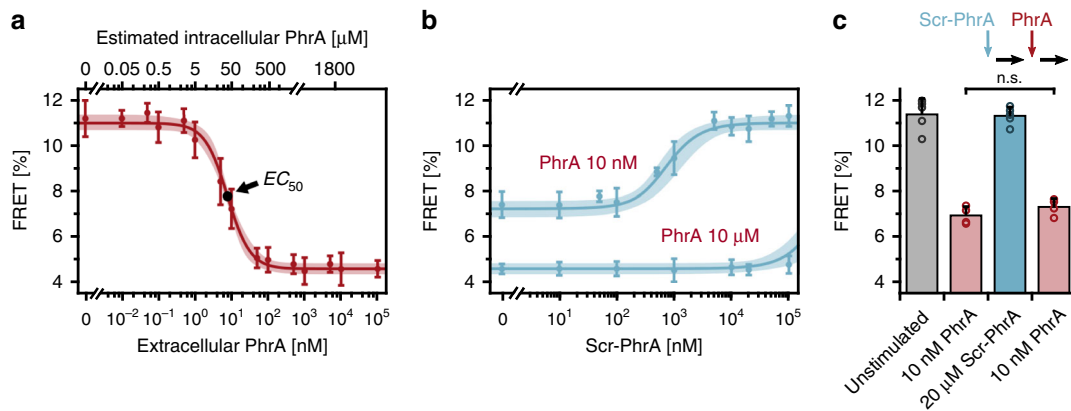 a
Estimated intracellular PhrA [μM]
0 0.05 0.5 5 50 500 1800
12
10
8
6
4
FRET [%]
EC50
0 10⁻² 10⁻¹ 10⁰ 10¹ 10² 10³ 10⁴ 10⁵
Extracellular PhrA [nM]
b
12
10
8
6
4
FRET [%]
PhrA 10 nM
PhrA 10 μM
0 10¹ 10² 10³ 10⁴ 10⁵
Scr-PhrA [nM]
c
Scr-PhrA PhrA
n.s.
12
10
8
6
4
FRET [%]
Unstimulated
10 nM PhrA
20 μM Scr-PhrA
10 nM PhrA